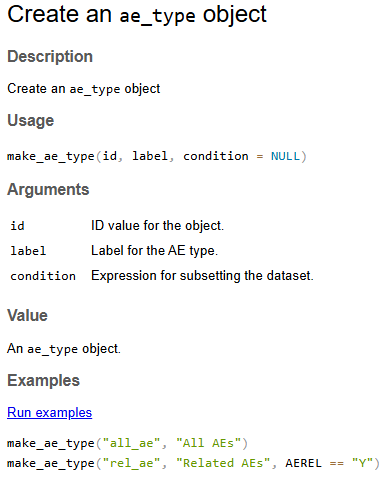 Create an ae_type object
Description
Create an ae_type object
Usage
make_ae_type(id, label, condition = NULL)
Arguments
id ID value for the object.
label Label for the AE type.
condition Expression for subsetting the dataset.
Value
An ae_type object.
Examples
Run examples
make_ae_type("all_ae", "All AEs")
make_ae_type("rel_ae", "Related AEs", AEREL == "Y")